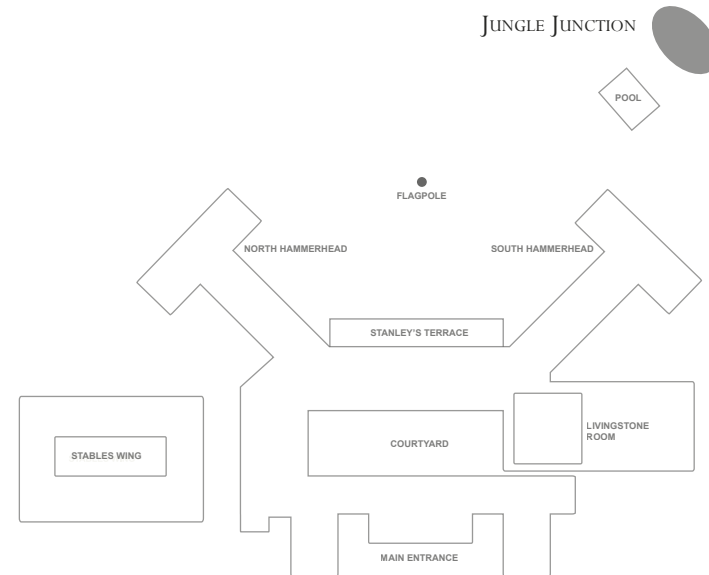 Jungle Junction
POOL
FLAGPOLE
NORTH HAMMERHEAD
SOUTH HAMMERHEAD
STANLEY'S TERRACE
LIVINGSTONE
ROOM
COURTYARD
STABLES WING
MAIN ENTRANCE